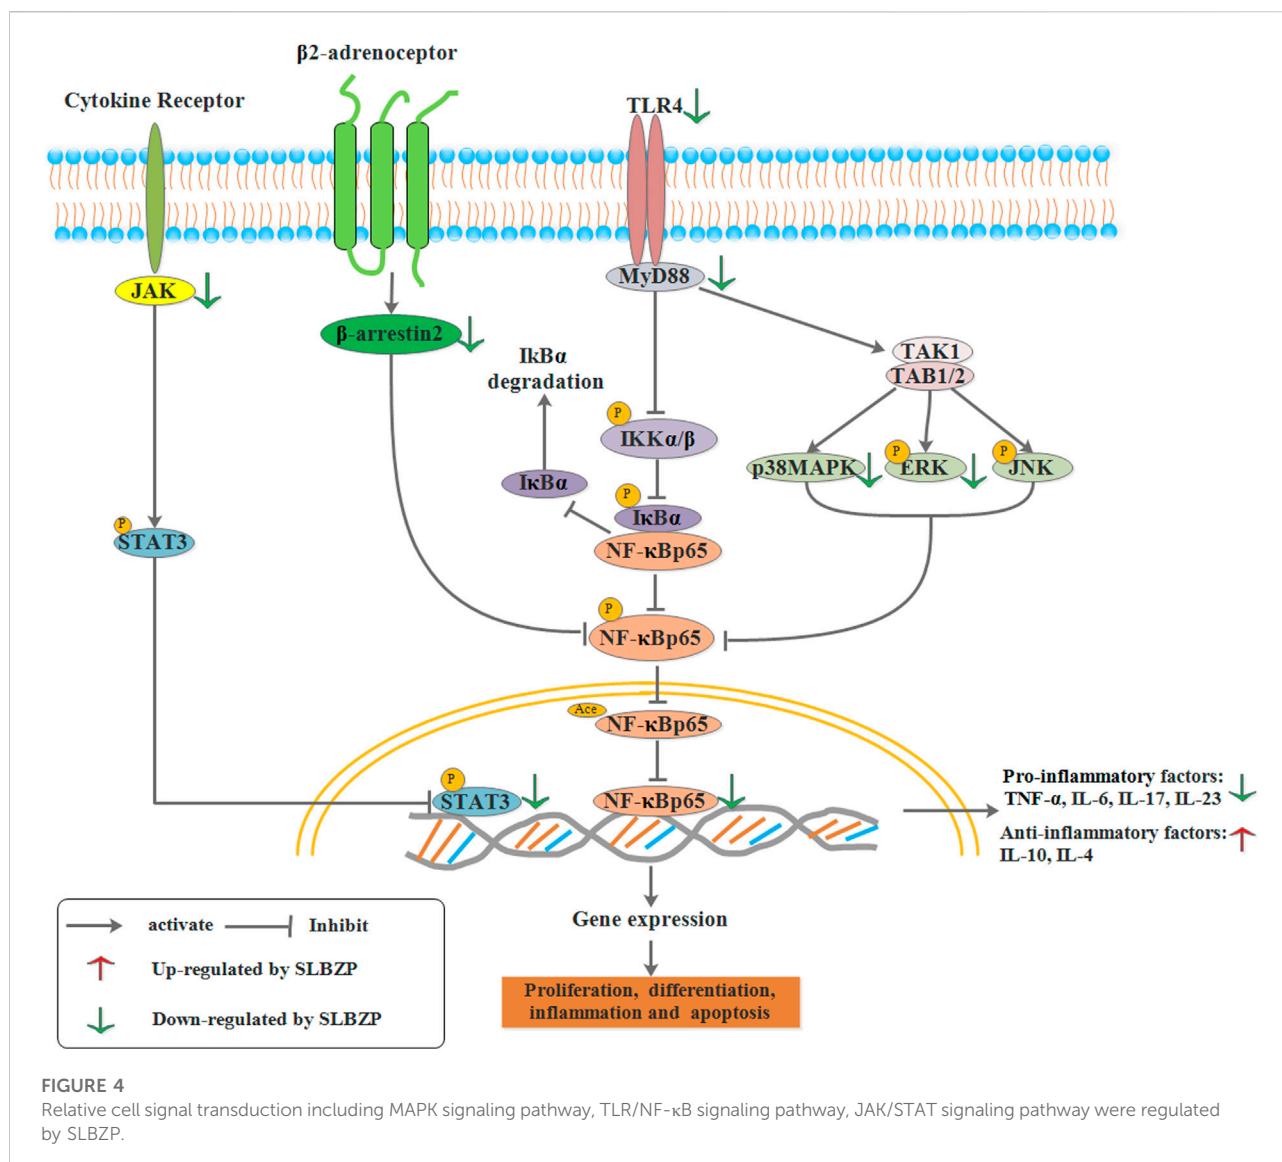 β2-adrenoceptor
Cytokine Receptor
TLR4
JAK
MyD88
β-arrestin2
IkBα
degradation
TAK1
TAB1/2
P
IKKα/β
p38MAPK
P
ERK
P
JNK
IκBα
P
IκBα
NF-κBp65
P
STAT3
P
NF-κBp65
Ace
NF-κBp65
P
STAT3
NF-κBp65
Pro-inflammatory factors:
TNF-α, IL-6, IL-17, IL-23
Anti-inflammatory factors:
IL-10, IL-4
Gene expression
Proliferation, differentiation,
inflammation and apoptosis
activate
Inhibit
Up-regulated by SLBZP
Down-regulated by SLBZP
FIGURE 4
Relative cell signal transduction including MAPK signaling pathway, TLR/NF-κB signaling pathway, JAK/STAT signaling pathway were regulated
by SLBZP.